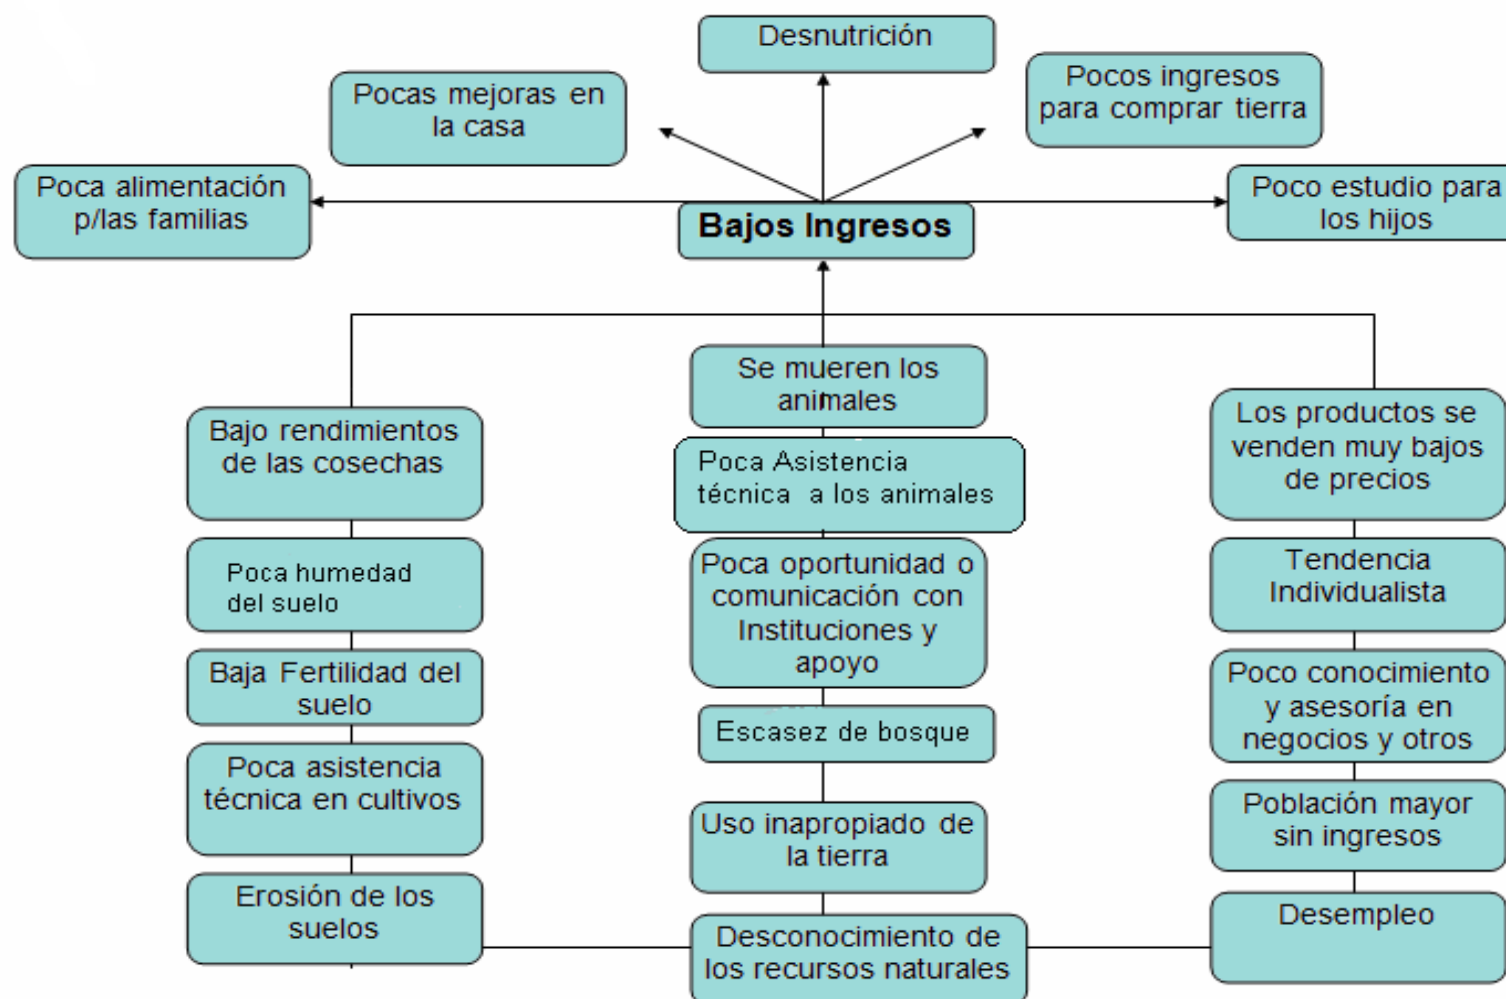 Desnutrición
Pocas mejoras en
la casa
Pocos ingresos
para comprar tierra
Poca alimentación
p/las familias
Poco estudio para
los hijos
Bajos Ingresos
Bajo rendimientos
de las cosechas
Poca humedad
del suelo
Baja Fertilidad del
suelo
Poca asistencia
técnica en cultivos
Erosión de los
suelos
Se mueren los
animales
Poca Asistencia
técnica a los animales
Poca oportunidad o
comunicación con
Instituciones y
apoyo
Escasez de bosque
Uso inapropiado de
la tierra
Desconocimiento de
los recursos naturales
Los productos se
venden muy bajos
de precios
Tendencia
Individualista
Poco conocimiento
y asesoría en
negocios y otros
Población mayor
sin ingresos
Desempleo